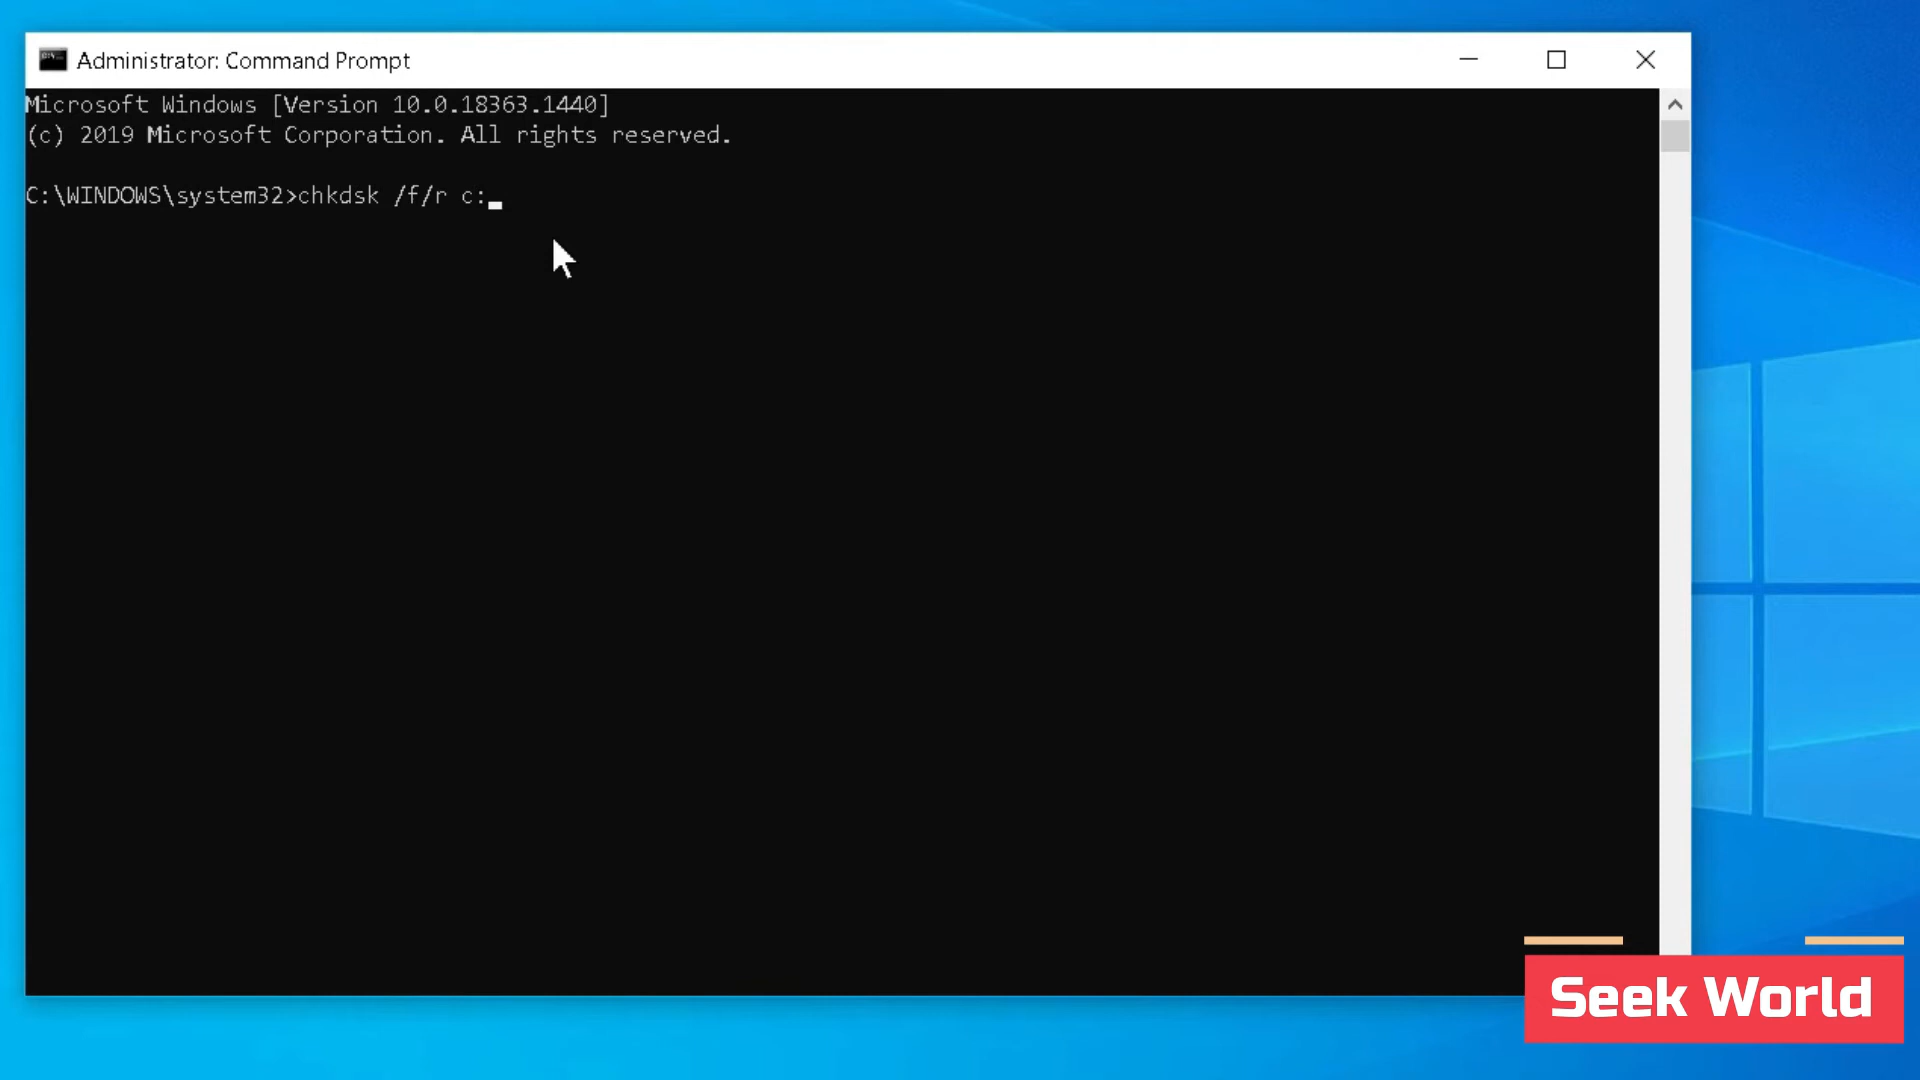 Administrator: Command Prompt
Microsoft Windows [Version 10.0.18363.1440]
(c) 2019 Microsoft Corporation. All rights reserved.
C:\WINDOWS\system32>chkdsk /f/r c:
Seek World